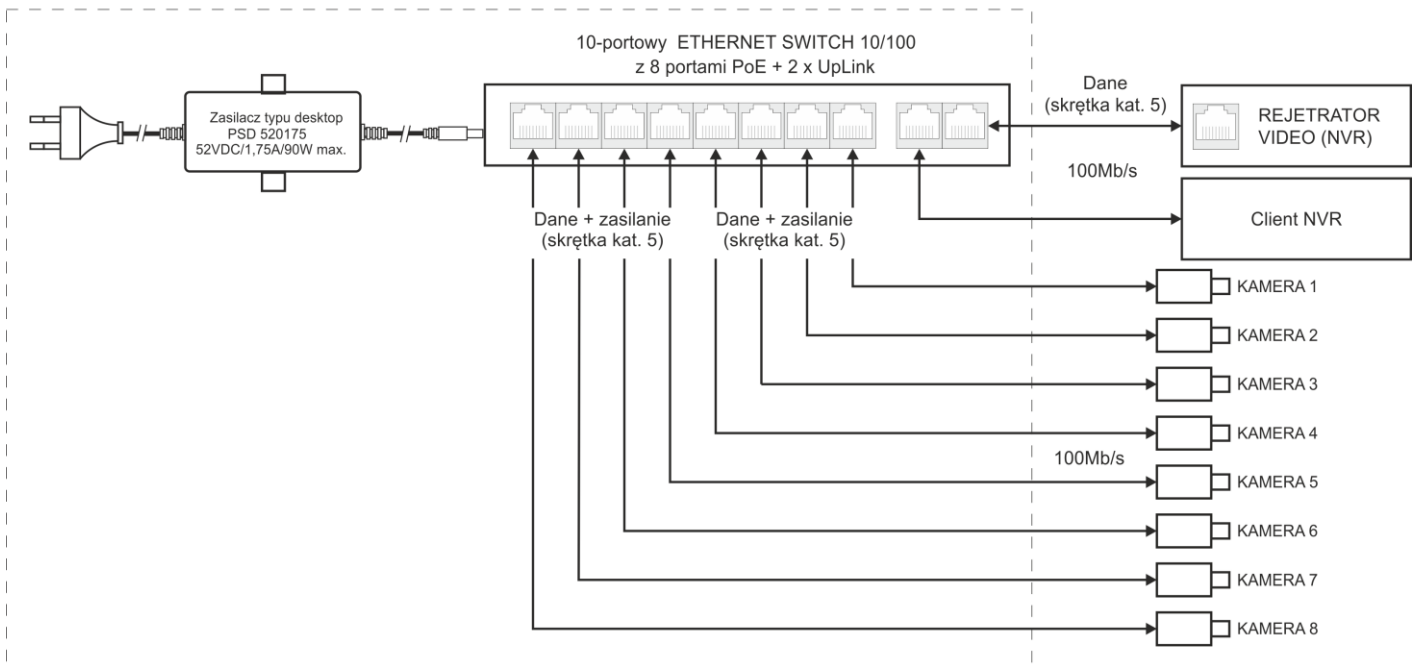 10-portowy ETHERNET SWITCH 10/100
z 8 portami PoE + 2 x UpLink
Zasilacz typu desktop
PSD 520175
52VDC/1,75A/90W max.
Dane
(skrętka kat. 5)
REJETRATOR
VIDEO (NVR)
100Mb/s
Client NVR
Dane + zasilanie
(skrętka kat. 5)
Dane + zasilanie
(skrętka kat. 5)
KAMERA 1
KAMERA 2
KAMERA 3
KAMERA 4
100Mb/s
KAMERA 5
KAMERA 6
KAMERA 7
KAMERA 8